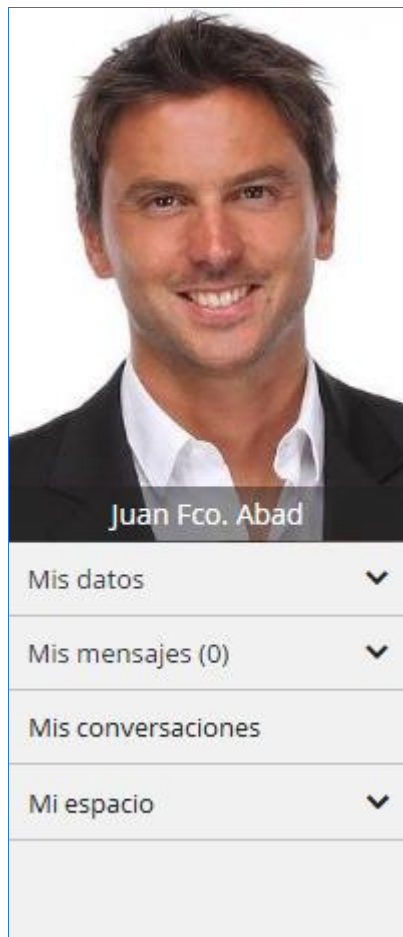 Juan Fco. Abad
Mis datos
Mis mensajes (0)
Mis conversaciones
Mi espacio